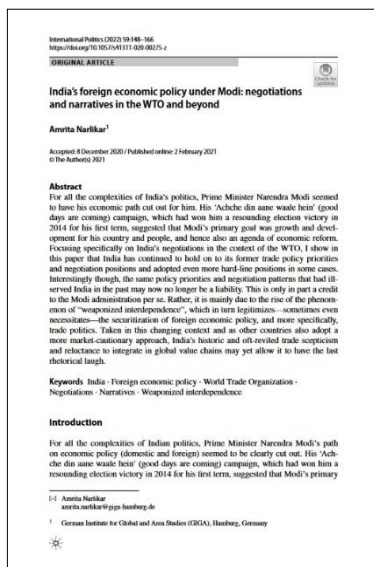 International Politics (2022) 59:148–166
https://doi.org/10.1057/s41311-020-00275-z
ORIGINAL ARTICLE
Check for
updates
India's foreign economic policy under Modi: negotiations
and narratives in the WTO and beyond
Amrita Narlikar¹
Accepted: 8 December 2020 / Published online: 2 February 2021
© The Author(s) 2021
Abstract
For all the complexities of India's politics, Prime Minister Narendra Modi seemed
to have his economic path cut out for him. His 'Achche din aane waale hein' (good
days are coming) campaign, which had won him a resounding election victory in
2014 for his first term, suggested that Modi's primary goal was growth and devel-
opment for his country and people, and hence also an agenda of economic reform.
Focusing specifically on India's negotiations in the context of the WTO, I show in
this paper that India has continued to hold on to its former trade policy priorities
and negotiation positions and adopted even more hard-line positions in some cases.
Interestingly though, the same policy priorities and negotiation patterns that had ill-
served India in the past may now no longer be a liability. This is only in part a credit
to the Modi administration per se. Rather, it is mainly due to the rise of the phenom-
enon of "weaponized interdependence", which in turn legitimizes—sometimes even
necessitates—the securitization of foreign economic policy, and more specifically,
trade politics. Taken in this changing context and as other countries also adopt a
more market-cautionary approach, India's historic and oft-reviled trade scepticism
and reluctance to integrate in global value chains may yet allow it to have the last
rhetorical laugh.
Keywords India · Foreign economic policy · World Trade Organization ·
Negotiations · Narratives · Weaponized interdependence
Introduction
For all the complexities of Indian politics, Prime Minister Narendra Modi's path
on economic policy (domestic and foreign) seemed to be clearly cut out. His 'Ach-
che din aane waale hein' (good days are coming) campaign, which had won him a
resounding election victory in 2014 for his first term, suggested that Modi's primary
Amrita Narlikar
amrita.narlikar@giga-hamburg.de
¹ German Institute for Global and Area Studies (GIGA), Hamburg, Germany